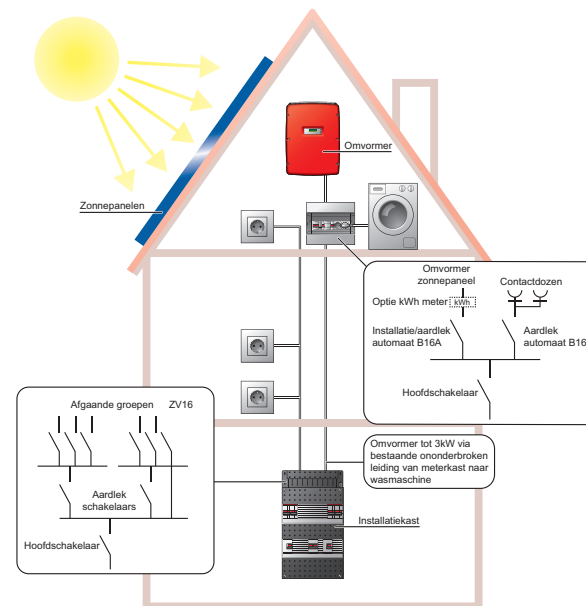 Omvormer
Zonnepanelen
Omvormer
zonnepaneel
Contactdozen
Optie kWh meter
kWh
Installatie/aardlek
automaat B16A
Aardlek
automaat B16
Hoofdschakelaar
Afgaande groepen
ZV16
Aardlek
schakelaars
Hoofdschakelaar
Omvormer tot 3kW via
bestaande ononderbroken
leiding van meterkast naar
wasmachine
Installatiekast